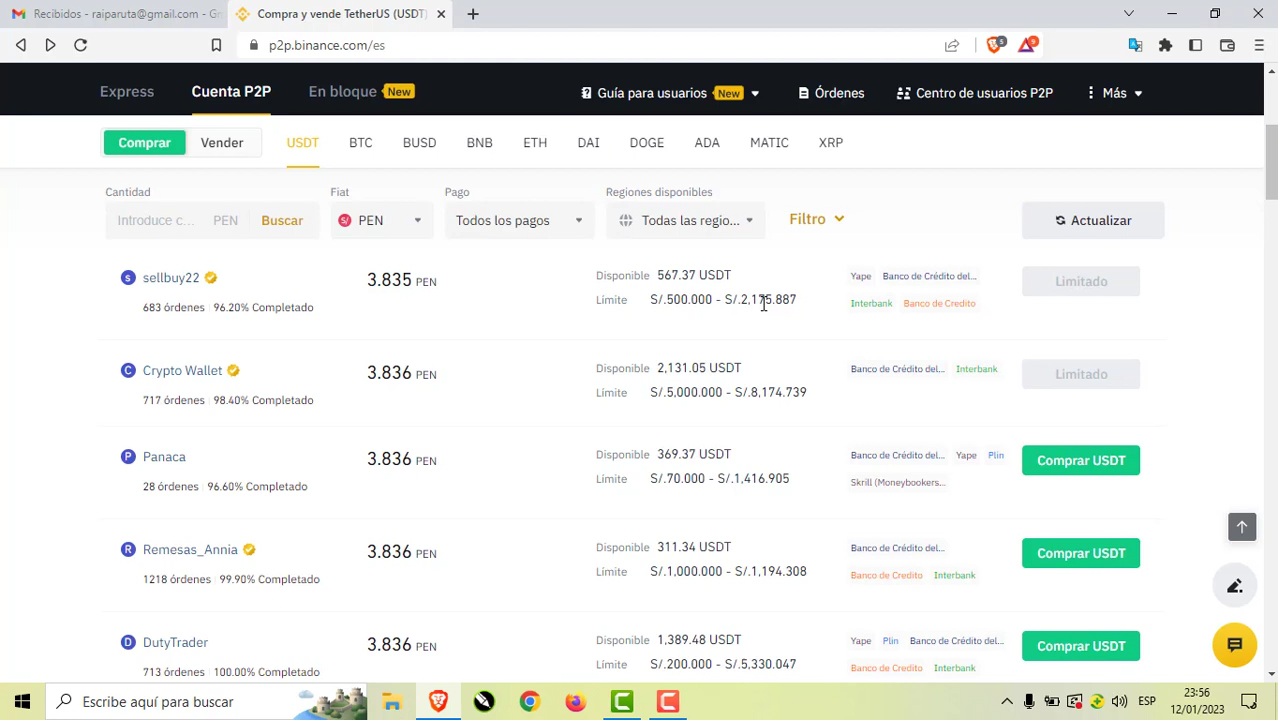 Recibidos - raiparuta@gmail.com - Gm
Compra y vende TetherUS (USDT)
p2p.binance.com/es
5
9
Express Cuenta P2P En bloque New Guía para usuarios New Órdenes Centro de usuarios P2P Más
Comprar Vender USDT BTC BUSD BNB ETH DAI DOGE ADA MATIC XRP
Cantidad Fiat Pago Regiones disponibles
Introduce c... PEN Buscar S/ PEN Todos los pagos Todas las regio... Filtro Actualizar
s sellbuy22 3.835 PEN Disponible 567.37 USDT Yape Banco de Crédito del... Limitado
683 órdenes 96.20% Completado Límite S/.500.000 - S/.2,175.887 Interbank Banco de Credito
C Crypto Wallet 3.836 PEN Disponible 2,131.05 USDT Banco de Crédito del... Interbank Limitado
717 órdenes 98.40% Completado Límite S/.5,000.000 - S/.8,174.739
P Panaca 3.836 PEN Disponible 369.37 USDT Banco de Crédito del... Yape Plin Comprar USDT
28 órdenes 96.60% Completado Límite S/.70.000 - S/.1,416.905 Skrill (Moneybookers...
R Remesas_Annia 3.836 PEN Disponible 311.34 USDT Banco de Crédito del... Comprar USDT
1218 órdenes 99.90% Completado Límite S/.1,000.000 - S/.1,194.308 Banco de Credito Interbank
D DutyTrader 3.836 PEN Disponible 1,389.48 USDT Yape Plin Banco de Crédito del... Comprar USDT
713 órdenes 100.00% Completado Límite S/.200.000 - S/.5,330.047 Banco de Credito Interbank
Escribe aquí para buscar
ESP
23:56
12/01/2023